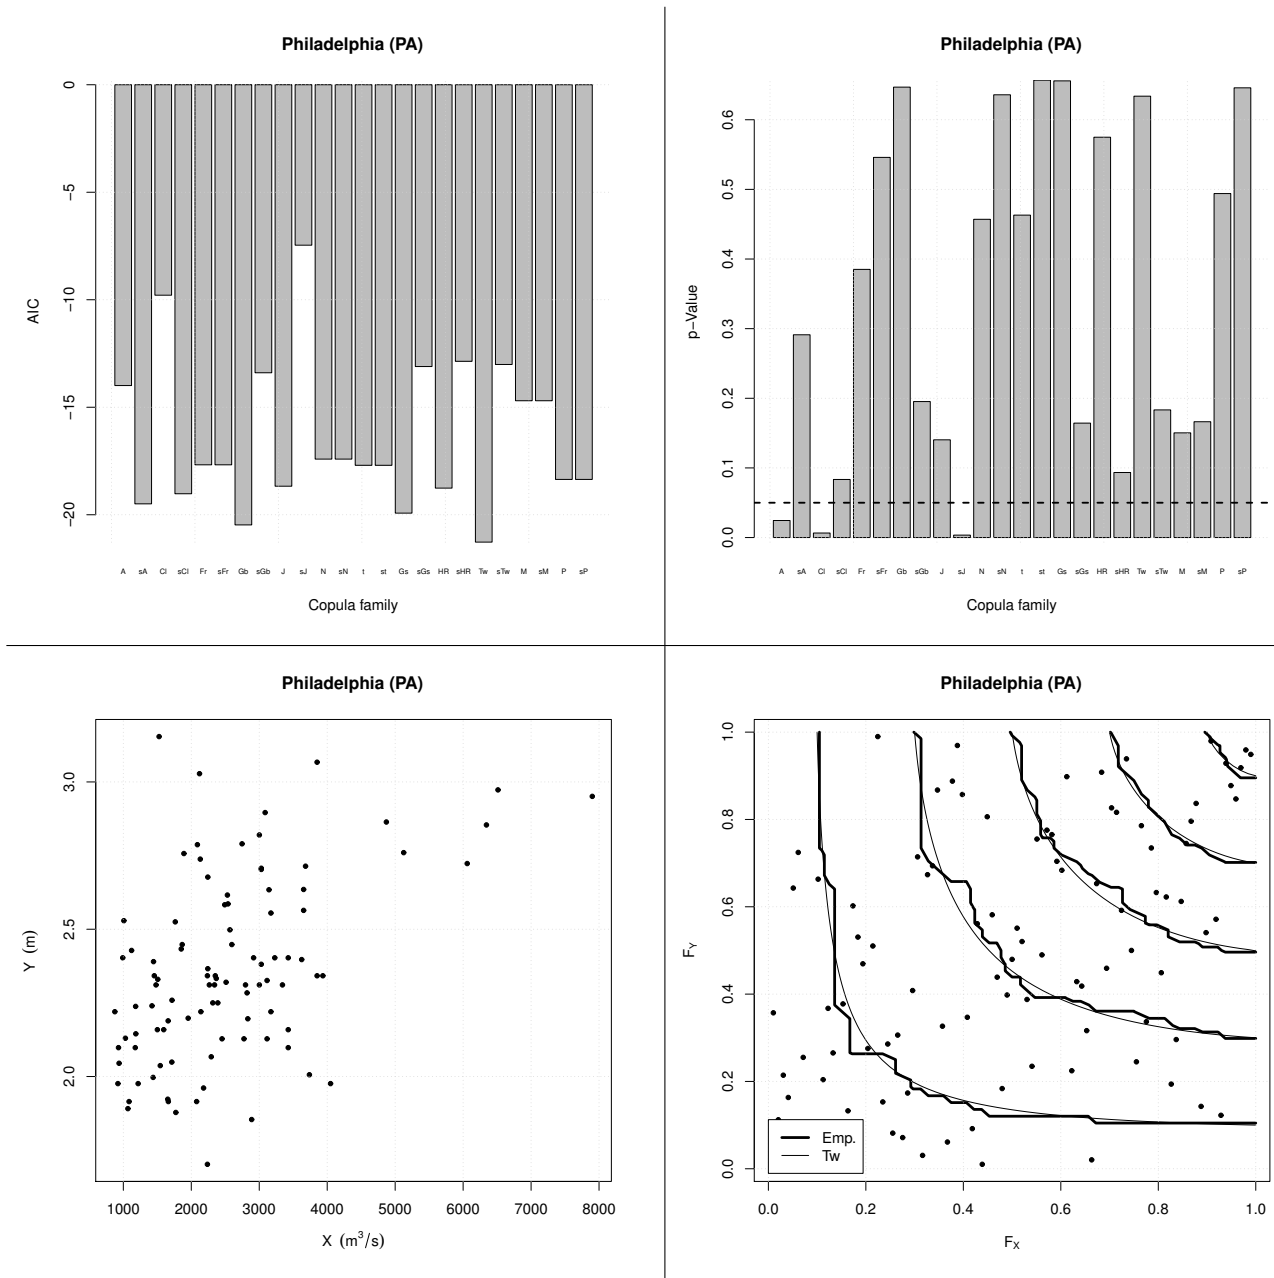 Philadelphia (PA)
AIC
0
−5
−10
−15
−20
A sA Cl sCl Fr sFr Gb sGb J sJ N sN t st Gs sGs HR sHR Tw sTw M sM P sP
Copula family
Philadelphia (PA)
p−Value
0.6
0.5
0.4
0.3
0.2
0.1
0.0
A sA Cl sCl Fr sFr Gb sGb J sJ N sN t st Gs sGs HR sHR Tw sTw M sM P sP
Copula family
Philadelphia (PA)
Y (m)
3.0
2.5
2.0
1000 2000 3000 4000 5000 6000 7000 8000
X (m³/s)
Philadelphia (PA)
F_Y
1.0
0.8
0.6
0.4
0.2
0.0
Emp.
Tw
0.0 0.2 0.4 0.6 0.8 1.0
F_X